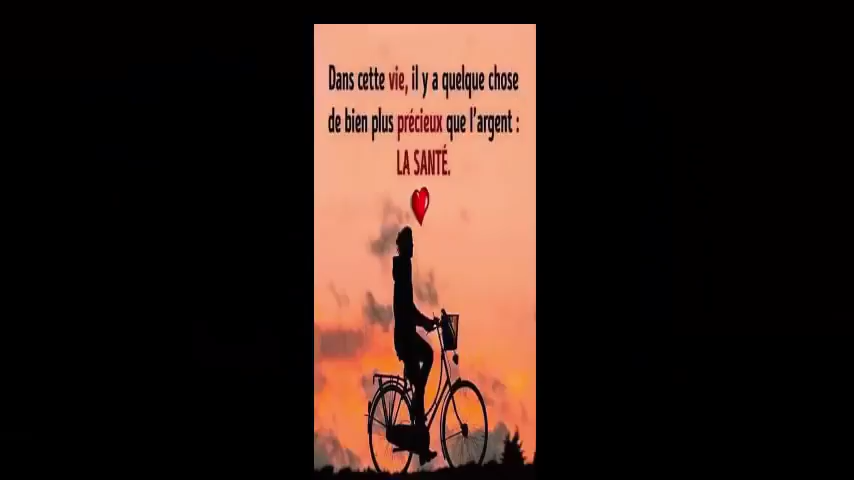 Dans cette vie, il y a quelque chose
de bien plus précieux que l'argent :
LA SANTÉ.